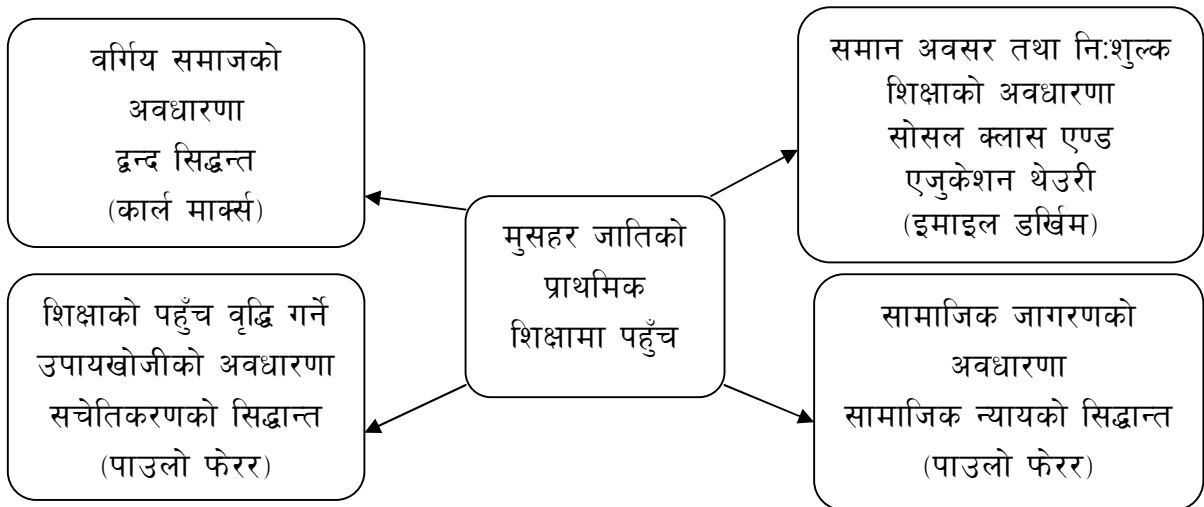 वर्गिय समाजको
अवधारणा
द्वन्द सिद्धन्त
(कार्ल मार्क्स)
समान अवसर तथा नि:शुल्क
शिक्षाको अवधारणा
सोसल क्लास एण्ड
एजुकेशन थेउरी
(इमाइल डर्खिम)
मुसहर जातिको
प्राथमिक
शिक्षामा पहुँच
शिक्षाको पहुँच वृद्धि गर्ने
उपायखोजीको अवधारणा
सचेतिकरणको सिद्धान्त
(पाउलो फेरर)
सामाजिक जागरणको
अवधारणा
सामाजिक न्यायको सिद्धान्त
(पाउलो फेरर)